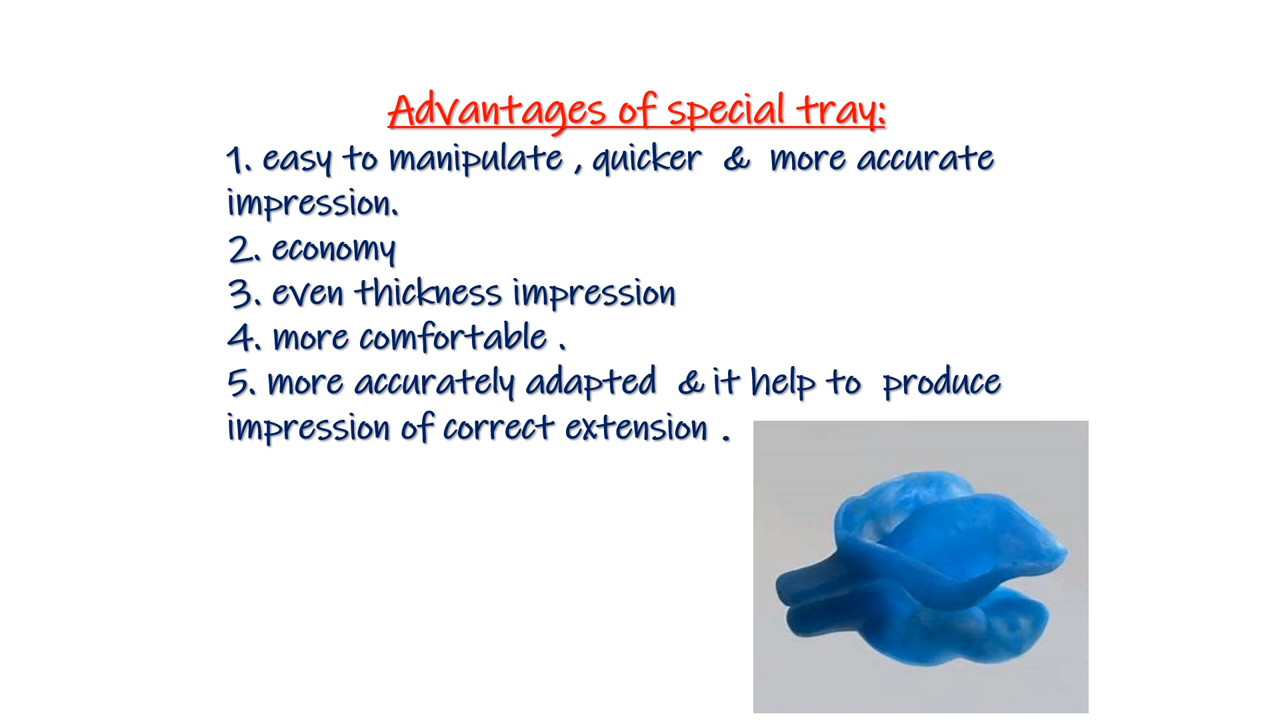 Advantages of special tray:
1. easy to manipulate , quicker & more accurate
impression.
2. economy
3. even thickness impression
4. more comfortable .
5. more accurately adapted & it help to produce
impression of correct extension .